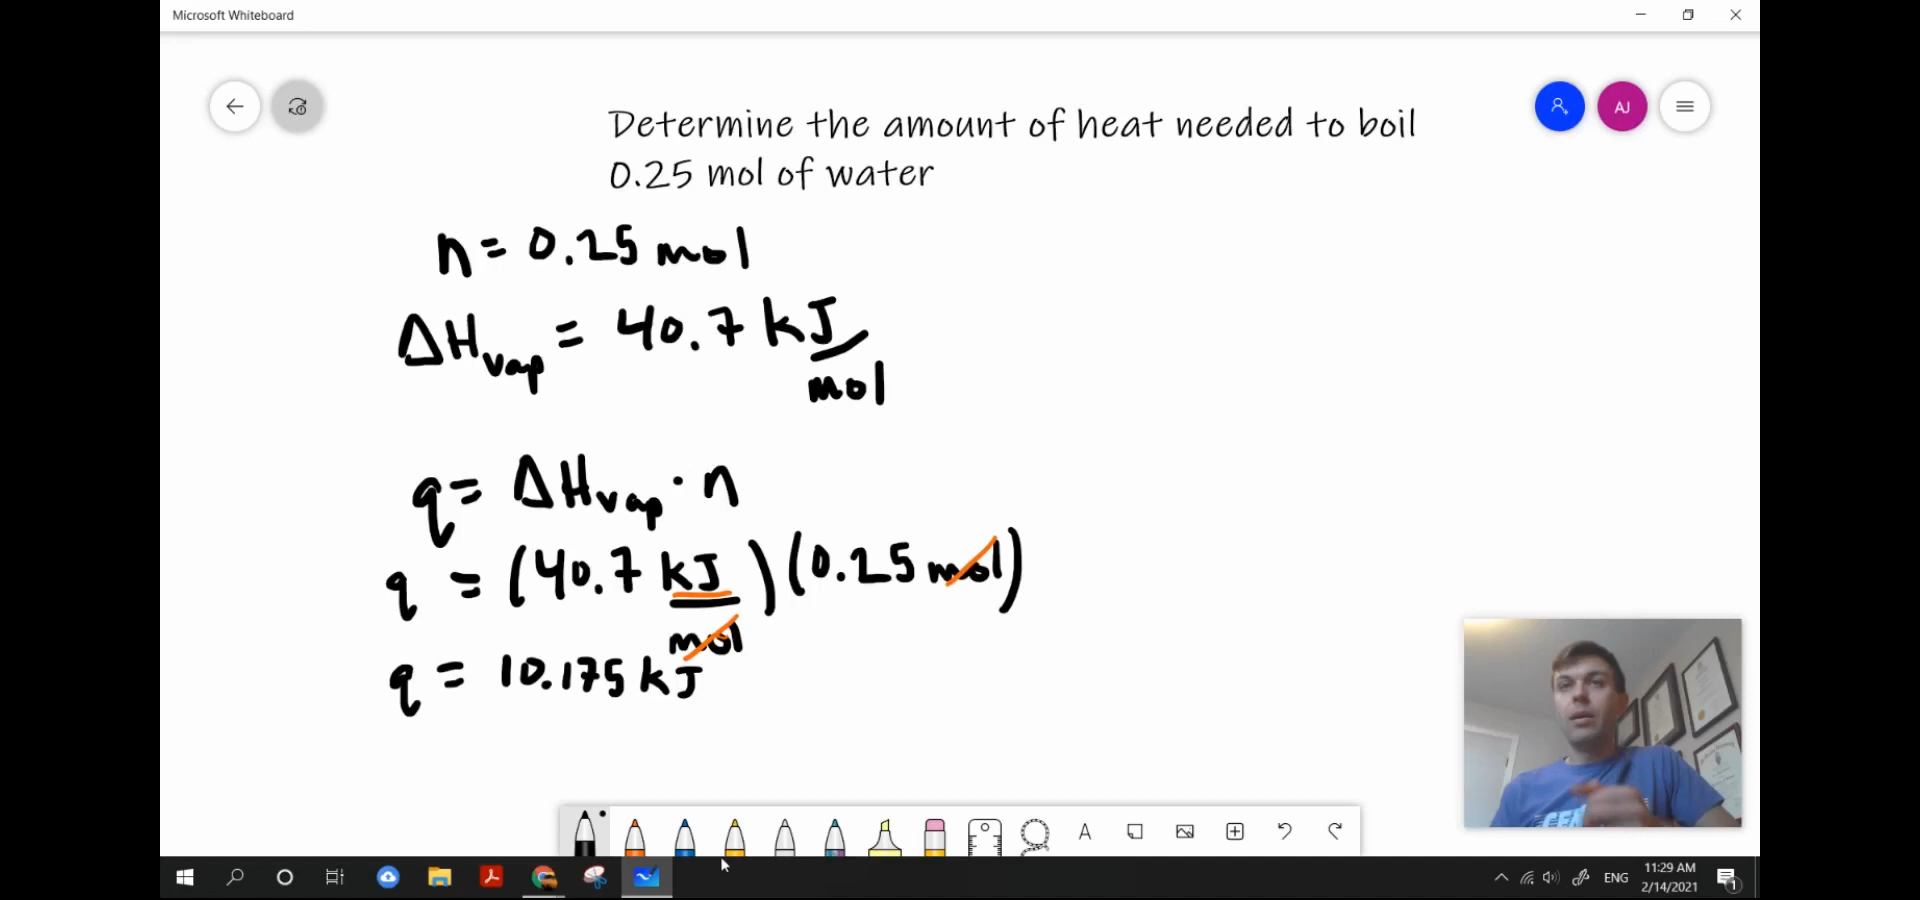 Microsoft Whiteboard
AJ
Determine the amount of heat needed to boil
0.25 mol of water
n = 0.25 mol
ΔHvap = 40.7 kJ/mol
q = ΔHvap · n
q = (40.7 kJ/mol)(0.25 mol)
q = 10.175 kJ
A
ENG
11:29 AM
2/14/2021
1